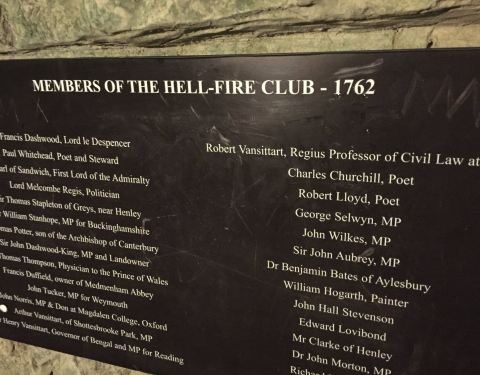 MEMBERS OF THE HELL-FIRE CLUB - 1762
Francis Dashwood, Lord le Despencer
Paul Whitehead, Poet and Steward
of Sandwich, First Lord of the Admiralty
Lord Melcombe Regis, Politician
Thomas Stapleton of Greys, near Henley
William Stanhope, MP for Buckinghamshire
Potter, son of the Archbishop of Canterbury
Sir John Dashwood-King, MP and Landowner
Thomas Thompson, Physician to the Prince of Wales
Francis Duffield, owner of Medmenham Abbey
John Tucker, MP for Weymouth
John Norris, MP & Don at Magdalen College, Oxford
Arthur Vansittart, of Shottesbrooke Park, MP
Henry Vansittart, Governor of Bengal and MP for Reading
Robert Vansittart, Regius Professor of Civil Law at
Charles Churchill, Poet
Robert Lloyd, Poet
George Selwyn, MP
John Wilkes, MP
Sir John Aubrey, MP
Dr Benjamin Bates of Aylesbury
William Hogarth, Painter
John Hall Stevenson
Edward Lovibond
Mr Clarke of Henley
Dr John Morton, MP